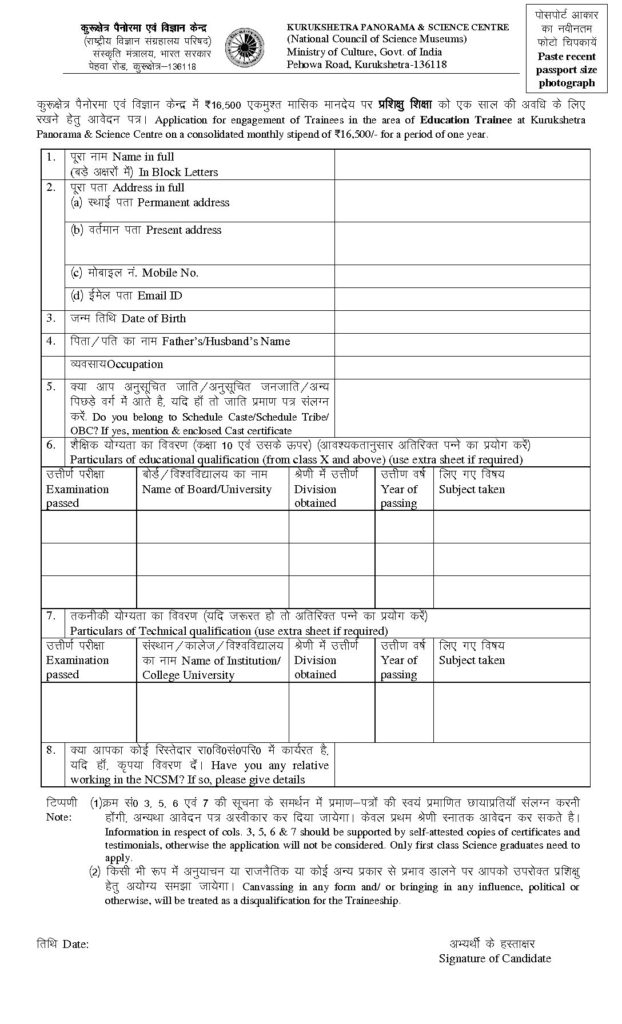 कुरूक्षेत्र पैनोरमा एवं विज्ञान केन्द्र
(राष्ट्रीय विज्ञान संग्रहालय परिषद)
संस्कृति मंत्रालय, भारत सरकार
पेहवा रोड, कुरूक्षेत्र–136118
KURUKSHETRA PANORAMA & SCIENCE CENTRE
(National Council of Science Museums)
Ministry of Culture, Govt. of India
Pehowa Road, Kurukshetra-136118
पोसपोर्ट आकार
का नवीनतम
फोटो चिपकायें
Paste recent
passport size
photograph
कुरूक्षेत्र पैनोरमा एवं विज्ञान केन्द्र में ₹16,500 एकमुश्त मासिक मानदेय पर प्रशिक्षु शिक्षा को एक साल की अवधि के लिए
रखने हेतु आवेदन पत्र। Application for engagement of Trainees in the area of Education Trainee at Kurukshetra
Panorama & Science Centre on a consolidated monthly stipend of ₹16,500/- for a period of one year.
1. पूरा नाम Name in full
(बड़े अक्षरों में) In Block Letters
2. पूरा पता Address in full
(a) स्थाई पता Permanent address
(b) वर्तमान पता Present address
(c) मोबाइल नं. Mobile No.
(d) ईमेल पता Email ID
3. जन्म तिथि Date of Birth
4. पिता/पति का नाम Father's/Husband's Name
व्यवसायOccupation
5. क्या आप अनुसूचित जाति/अनुसूचित जनजाति/अन्य
पिछड़े वर्ग में आते है, यदि हाँ तो जाति प्रमाण पत्र संलग्न
करें. Do you belong to Schedule Caste/Schedule Tribe/
OBC? If yes, mention & enclosed Cast certificate
6. शैक्षिक योग्यता का विवरण (कक्षा 10 एवं उसके ऊपर) (आवश्यकतानुसार अतिरिक्त पन्ने का प्रयोग करें)
Particulars of educational qualification (from class X and above) (use extra sheet if required)
उत्तीर्ण परीक्षा
Examination
passed
बोर्ड/विश्वविद्यालय का नाम
Name of Board/University
श्रेणी में उत्तीर्ण
Division
obtained
उत्तीर्ण वर्ष
Year of
passing
लिए गए विषय
Subject taken
7. तकनीकी योग्यता का विवरण (यदि जरूरत हो तो अतिरिक्त पन्ने का प्रयोग करें)
Particulars of Technical qualification (use extra sheet if required)
उत्तीर्ण परीक्षा
Examination
passed
संस्थान/कालेज/विश्वविद्यालय
का नाम Name of Institution/
College University
श्रेणी में उत्तीर्ण
Division
obtained
उत्तीर्ण वर्ष
Year of
passing
लिए गए विषय
Subject taken
8. क्या आपका कोई रिस्तेदार रा0वि0सं0परि0 में कार्यरत है,
यदि हाँ, कृपया विवरण दें। Have you any relative
working in the NCSM? If so, please give details
टिप्पणी (1)क्रम सं0 3, 5, 6 एवं 7 की सूचना के समर्थन में प्रमाण–पत्रों की स्वयं प्रमाणित छायाप्रतियाँ संलग्न करनी
Note: होंगी, अन्यथा आवेदन पत्र अस्वीकार कर दिया जायेगा। केवल प्रथम श्रेणी स्नातक आवेदन कर सकते है।
Information in respect of cols. 3, 5, 6 & 7 should be supported by self-attested copies of certificates and
testimonials, otherwise the application will not be considered. Only first class Science graduates need to
apply.
(2) किसी भी रूप में अनुयाचन या राजनैतिक या कोई अन्य प्रकार से प्रभाव डालने पर आपको उपरोक्त प्रशिक्षु
हेतु अयोग्य समझा जायेगा। Canvassing in any form and/ or bringing in any influence, political or
otherwise, will be treated as a disqualification for the Traineeship.
तिथि Date:
अभ्यर्थी के हस्ताक्षर
Signature of Candidate